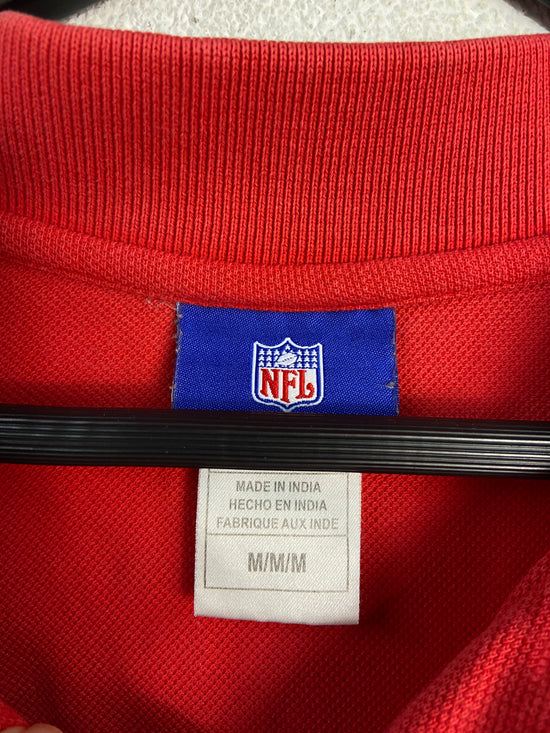 NFL
MADE IN INDIA
HECHO EN INDIA
FABRIQUE AUX INDE
M/M/M